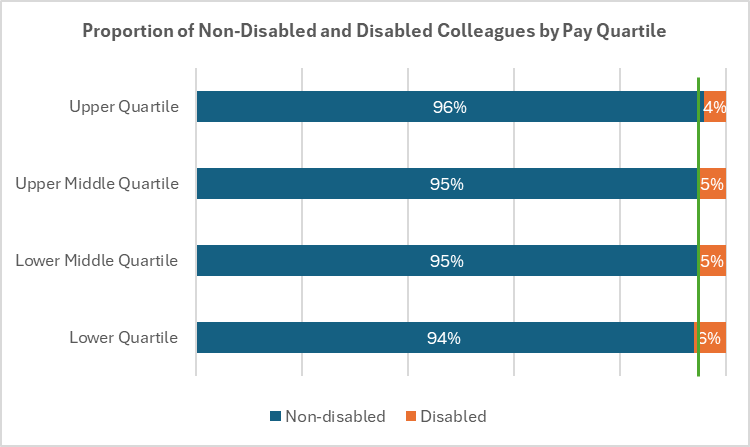 Proportion of Non-Disabled and Disabled Colleagues by Pay Quartile
Upper Quartile
96%
4%
Upper Middle Quartile
95%
5%
Lower Middle Quartile
95%
5%
Lower Quartile
94%
6%
Non-disabled
Disabled